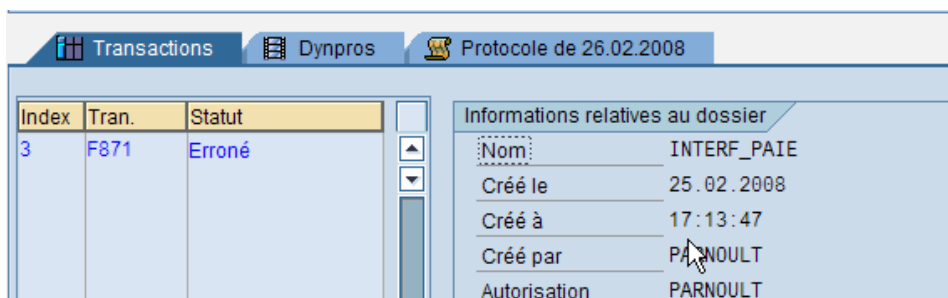 Transactions Dynpros Protocole de 26.02.2008
Index Tran. Statut
3 F871 Erroné
Informations relatives au dossier
Nom INTERF_PAIE
Créé le 25.02.2008
Créé à 17:13:47
Créé par PARNOULT
Autorisation PARNOULT